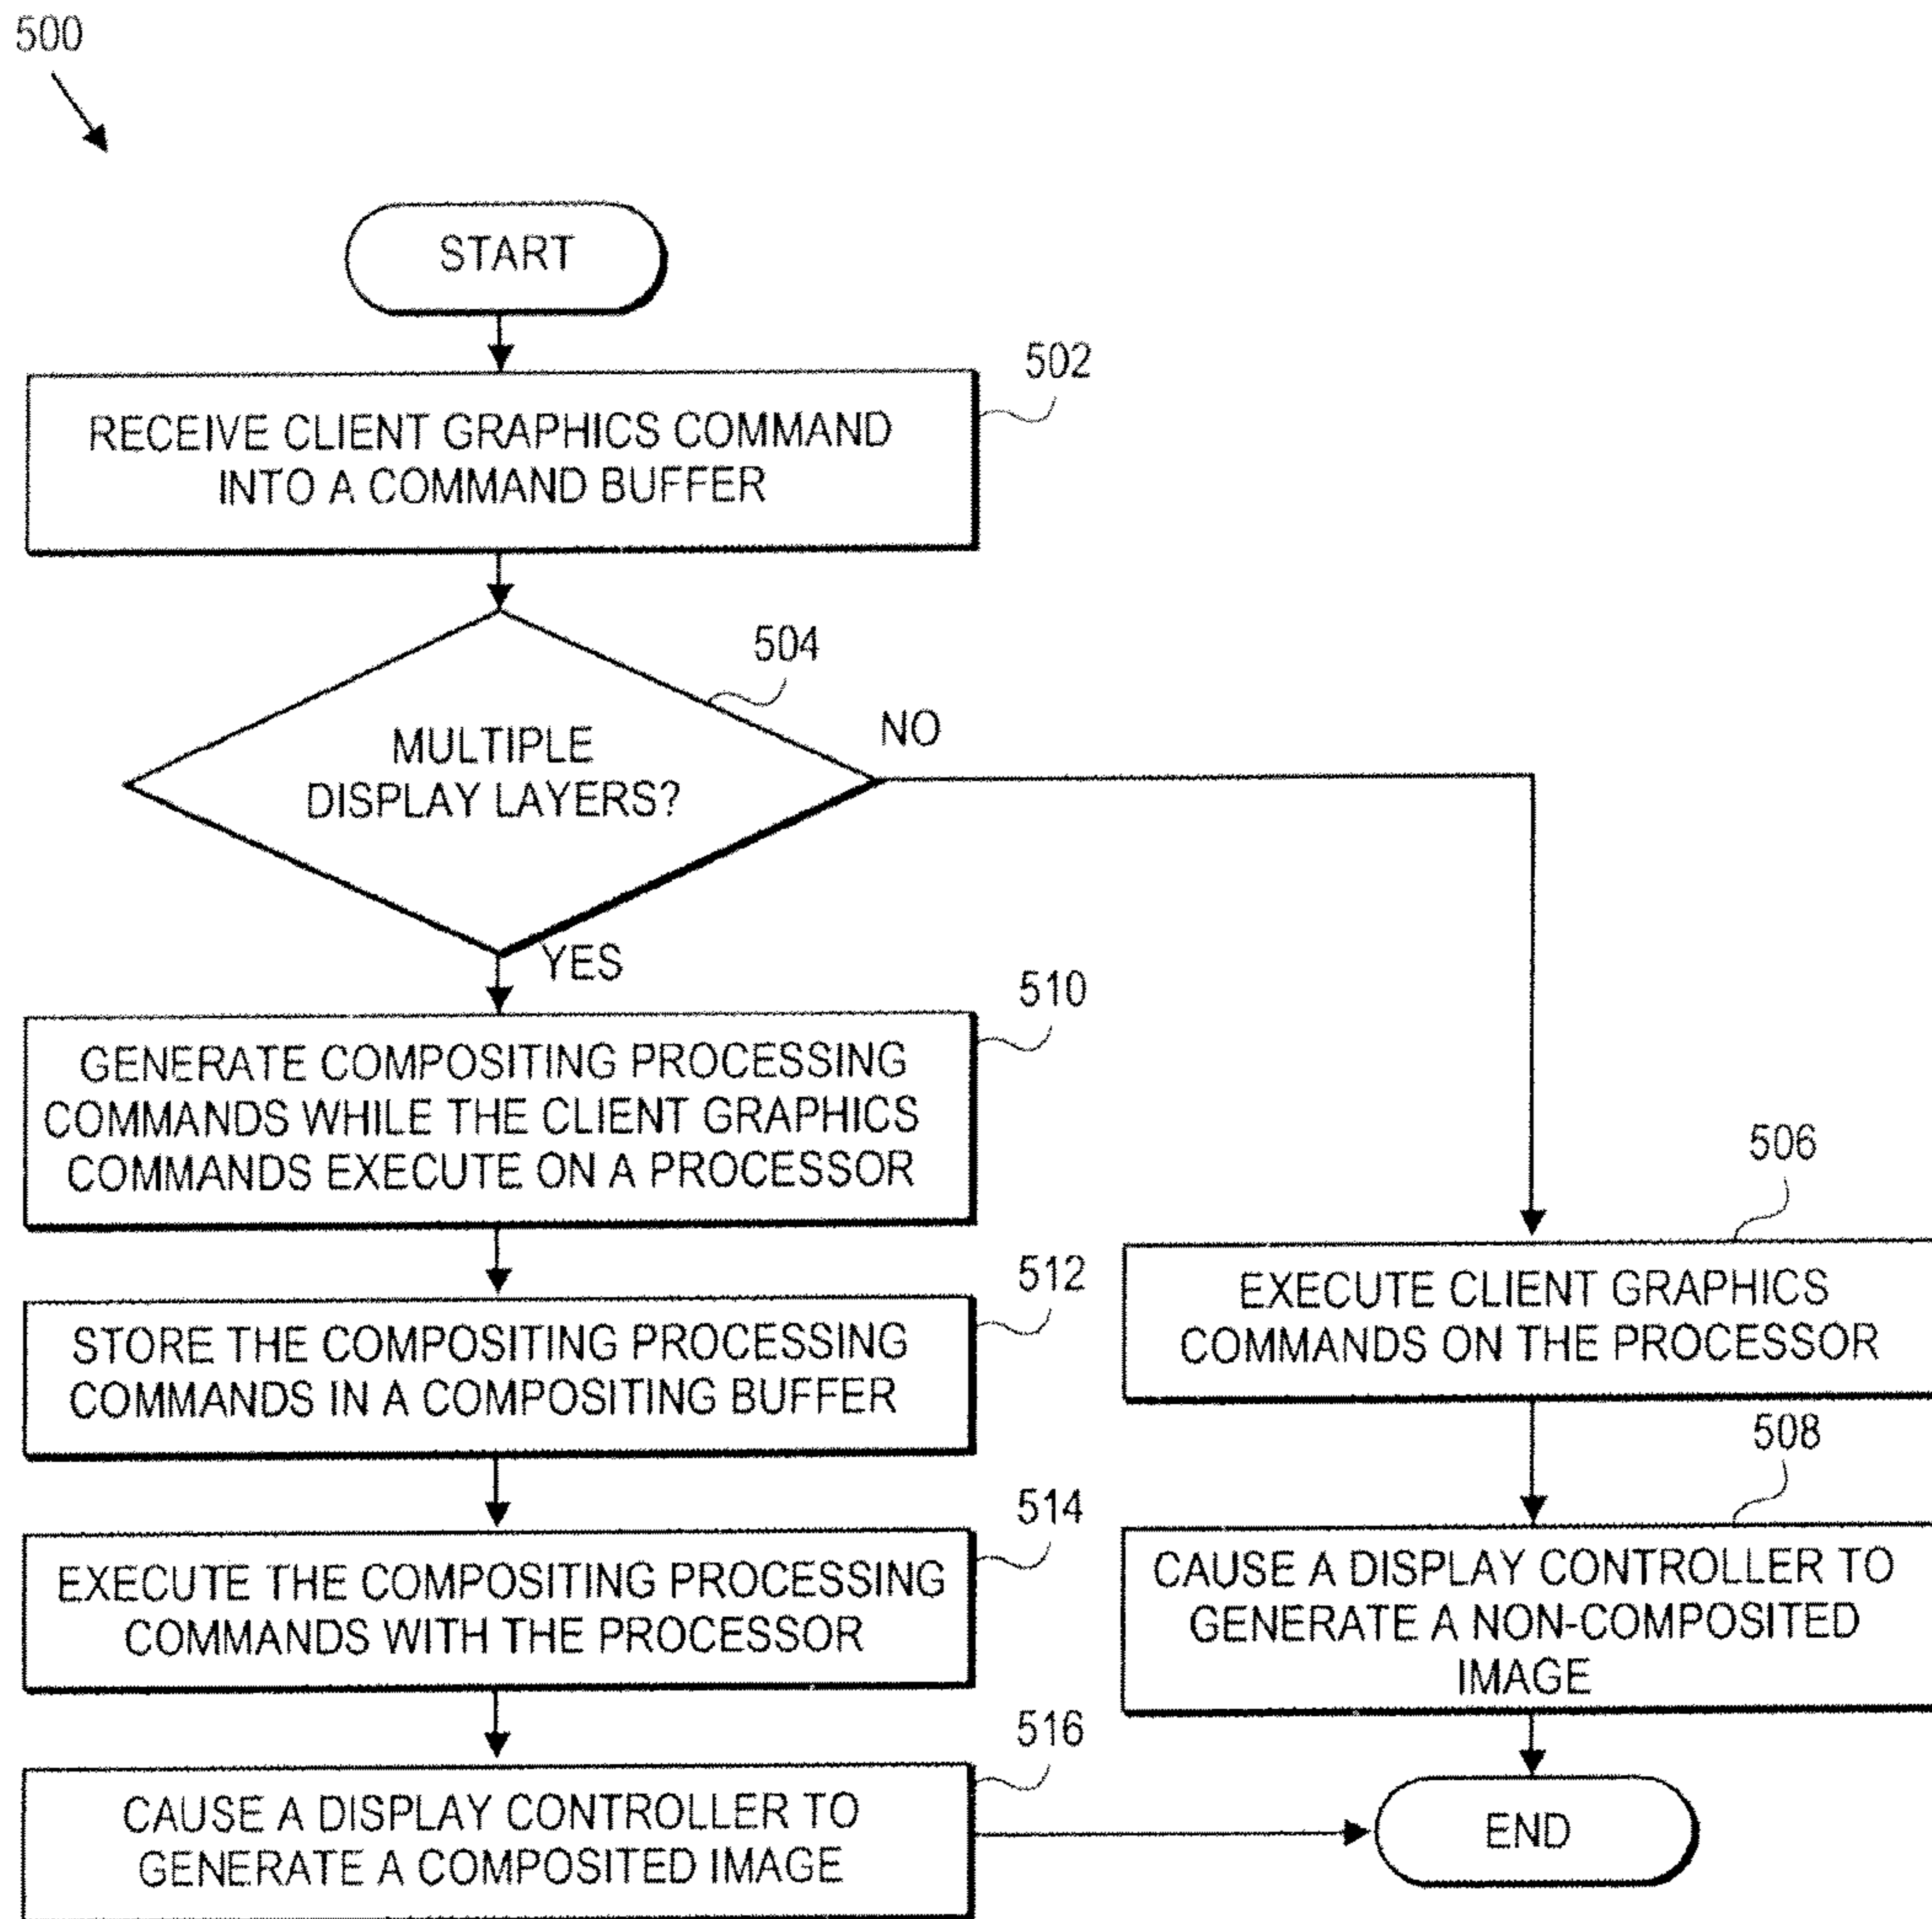 500
START
502
RECEIVE CLIENT GRAPHICS COMMAND
INTO A COMMAND BUFFER
504
MULTIPLE
DISPLAY LAYERS?
NO
YES
510
GENERATE COMPOSITING PROCESSING
COMMANDS WHILE THE CLIENT GRAPHICS
COMMANDS EXECUTE ON A PROCESSOR
512
STORE THE COMPOSITING PROCESSING
COMMANDS IN A COMPOSITING BUFFER
514
EXECUTE THE COMPOSITING PROCESSING
COMMANDS WITH THE PROCESSOR
516
CAUSE A DISPLAY CONTROLLER TO
GENERATE A COMPOSITED IMAGE
506
EXECUTE CLIENT GRAPHICS
COMMANDS ON THE PROCESSOR
508
CAUSE A DISPLAY CONTROLLER TO
GENERATE A NON-COMPOSITED
IMAGE
END